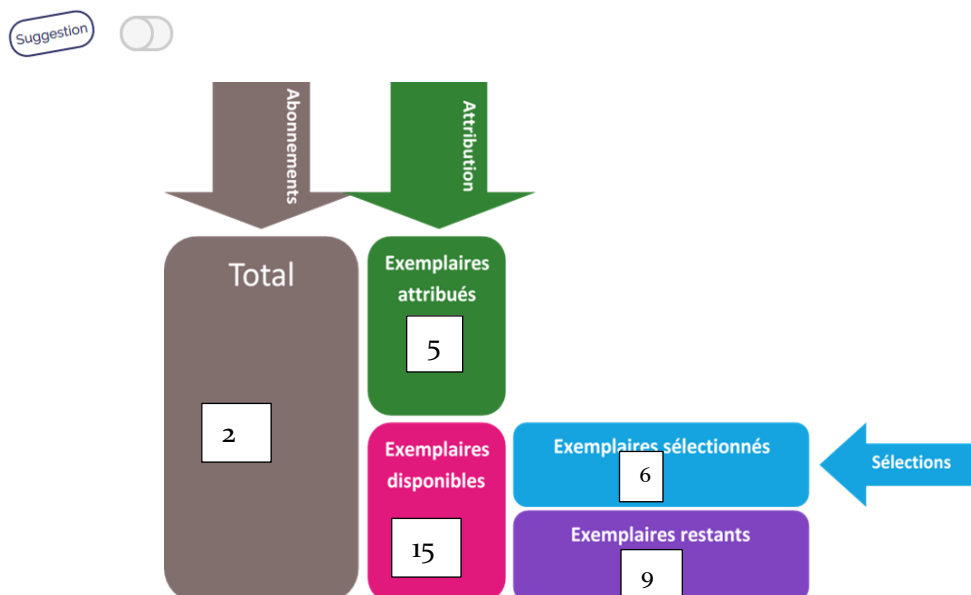 Suggestion
Abonnements
Attribution
Total
2
Exemplaires
attribués
5
Exemplaires
disponibles
15
Exemplaires sélectionnés
6
Sélections
Exemplaires restants
9